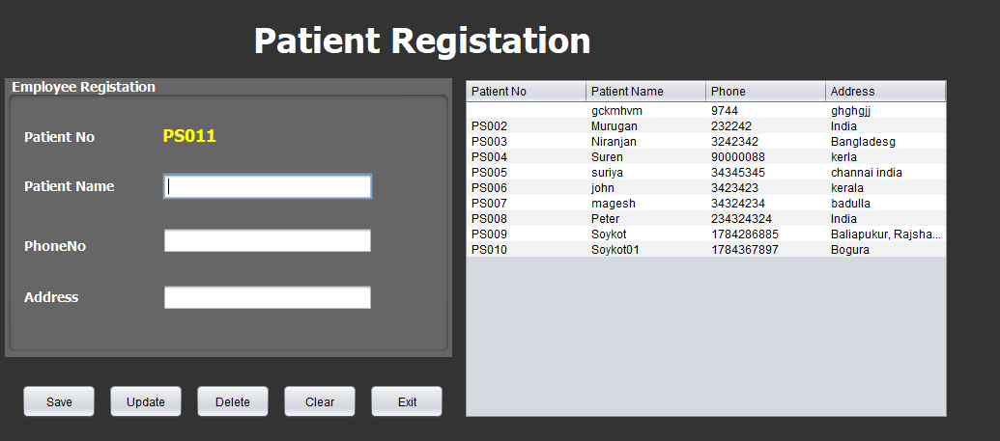 Patient Registation
Employee Registation
Patient No PS011
Patient Name
PhoneNo
Address
Save Update Delete Clear Exit
Patient No Patient Name Phone Address
gckmhvm 9744 ghghgjj
PS002 Murugan 232242 India
PS003 Niranjan 3242342 Bangladesg
PS004 Suren 90000088 kerla
PS005 suriya 34345345 channai india
PS006 john 3423423 kerala
PS007 magesh 34324234 badulla
PS008 Peter 234324324 India
PS009 Soykot 1784286885 Baliapukur, Rajsha...
PS010 Soykot01 1784367897 Bogura